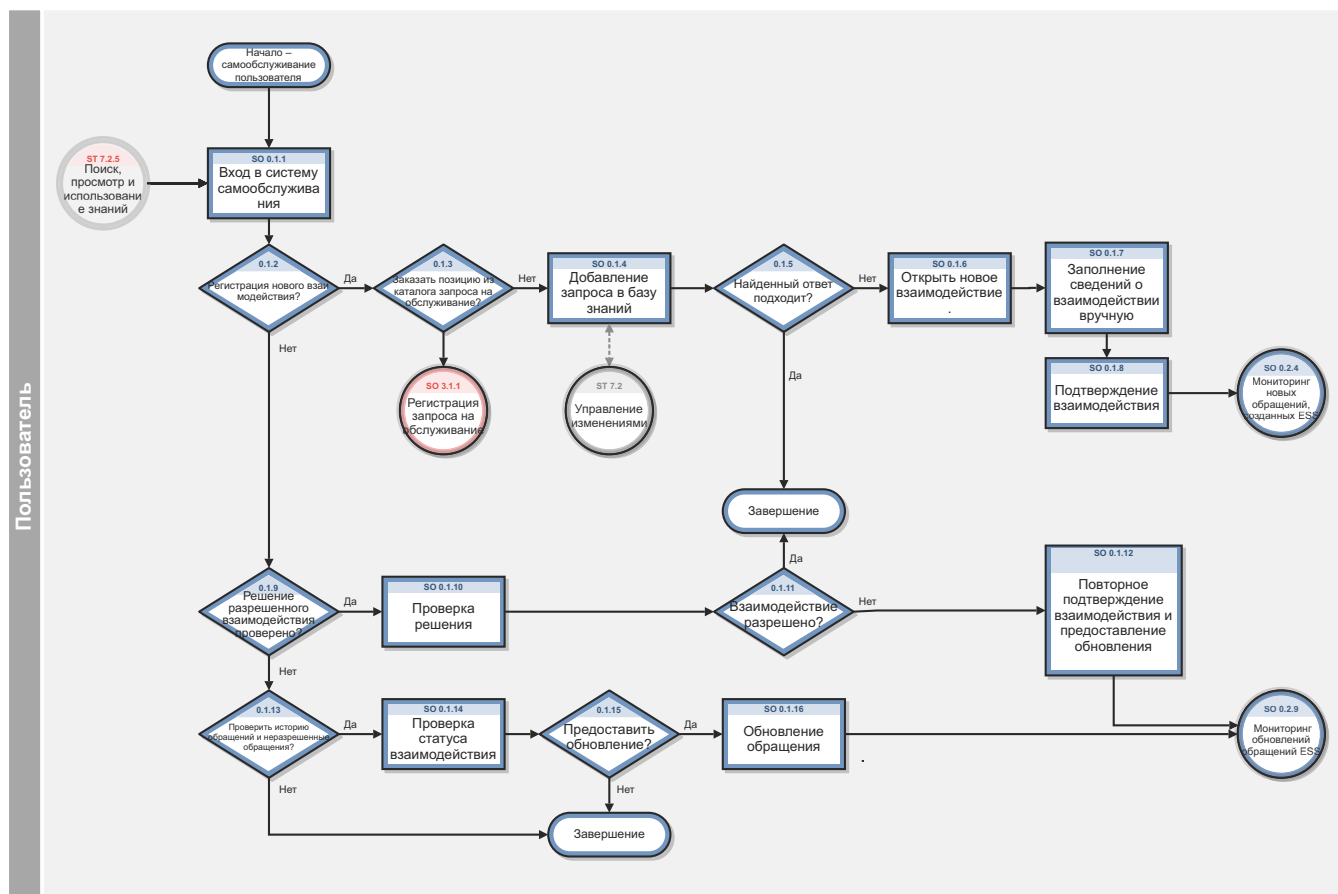 Пользователь
Начало –
самообслуживание
пользователя
ST 7.2.5
Поиск,
просмотр и
использовани
е знаний
SO 0.1.1
Вход в систему
самообслужива
ния
0.1.2
Регистрация нового взаи
модействия?
Да
0.1.3
Заказать позицию из
каталога запроса на
обслуживание?
Нет
SO 0.1.4
Добавление
запроса в базу
знаний
0.1.5
Найденный ответ
подходит?
Нет
SO 0.1.6
Открыть новое
взаимодействие
.
SO 0.1.7
Заполнение
сведений о
взаимодействии
вручную
Нет
SO 3.1.1
Регистрация
запроса на
обслуживание
ST 7.2
Управление
изменениями
Да
SO 0.1.8
Подтверждение
взаимодействия
SO 0.2.4
Мониторинг
новых
обращений,
созданных ESS
Завершение
Да
0.1.9
Решение
разрешенного
взаимодействия
проверено?
Да
SO 0.1.10
Проверка
решения
0.1.11
Взаимодействие
разрешено?
Нет
SO 0.1.12
Повторное
подтверждение
взаимодействия и
предоставление
обновления
Нет
0.1.13
Проверить историю
обращений и неразрешенные
обращения?
Да
SO 0.1.14
Проверка
статуса
взаимодействия
0.1.15
Предоставить
обновление?
Да
SO 0.1.16
Обновление
обращения
.
SO 0.2.9
Мониторинг
обновлений
обращений ESS
Нет
Нет
Завершение